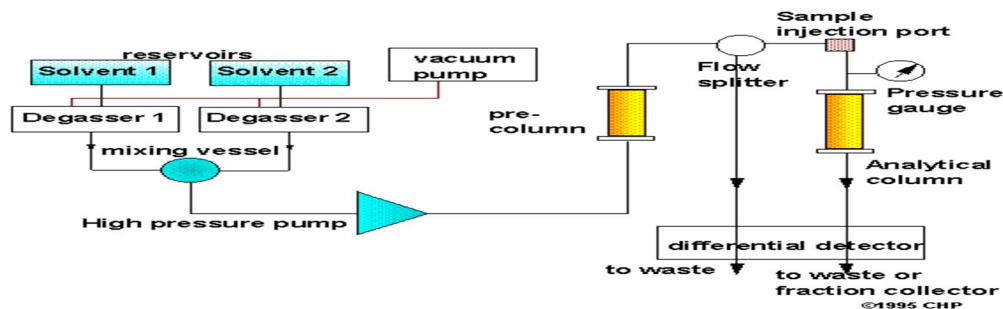 reservoirs
Solvent 1
Solvent 2
vacuum
pump
Degasser 1
Degasser 2
mixing vessel
High pressure pump
pre-
column
Flow
splitter
Sample
injection port
Pressure
gauge
Analytical
column
differential detector
to waste
to waste or
fraction collector
©1995 CHP